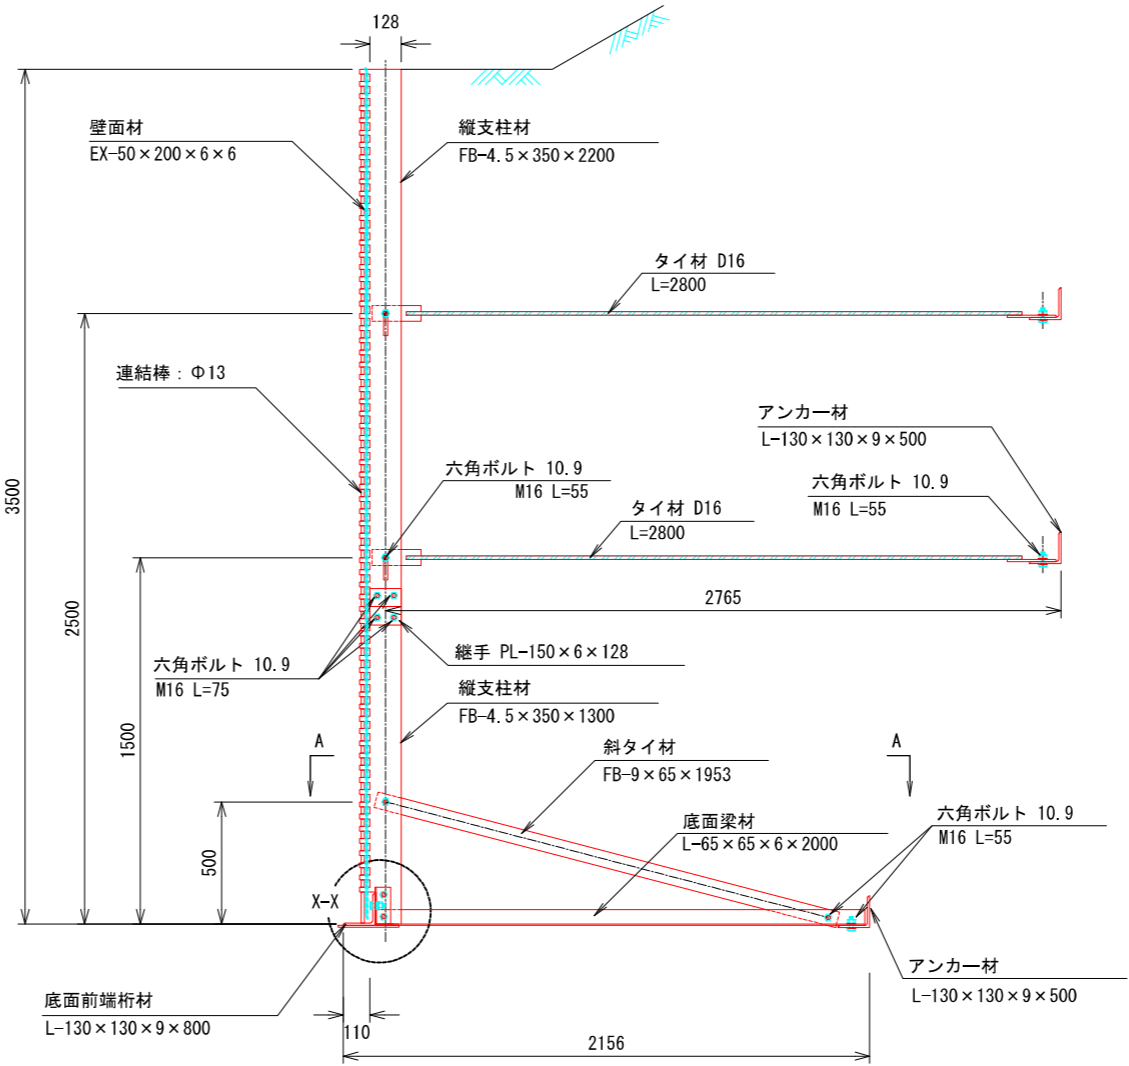 128
壁面材
EX-50×200×6×6
縦支柱材
FB-4.5×350×2200
タイ材 D16
L=2800
連結棒：Φ13
アンカー材
L-130×130×9×500
六角ボルト 10.9
M16 L=55
六角ボルト 10.9
M16 L=55
タイ材 D16
L=2800
3500
2500
2765
継手 PL-150×6×128
六角ボルト 10.9
M16 L=75
縦支柱材
FB-4.5×350×1300
1500
A
A
斜タイ材
FB-9×65×1953
底面梁材
L-65×65×6×2000
六角ボルト 10.9
M16 L=55
500
X-X
アンカー材
L-130×130×9×500
底面前端桁材
L-130×130×9×800
110
2156